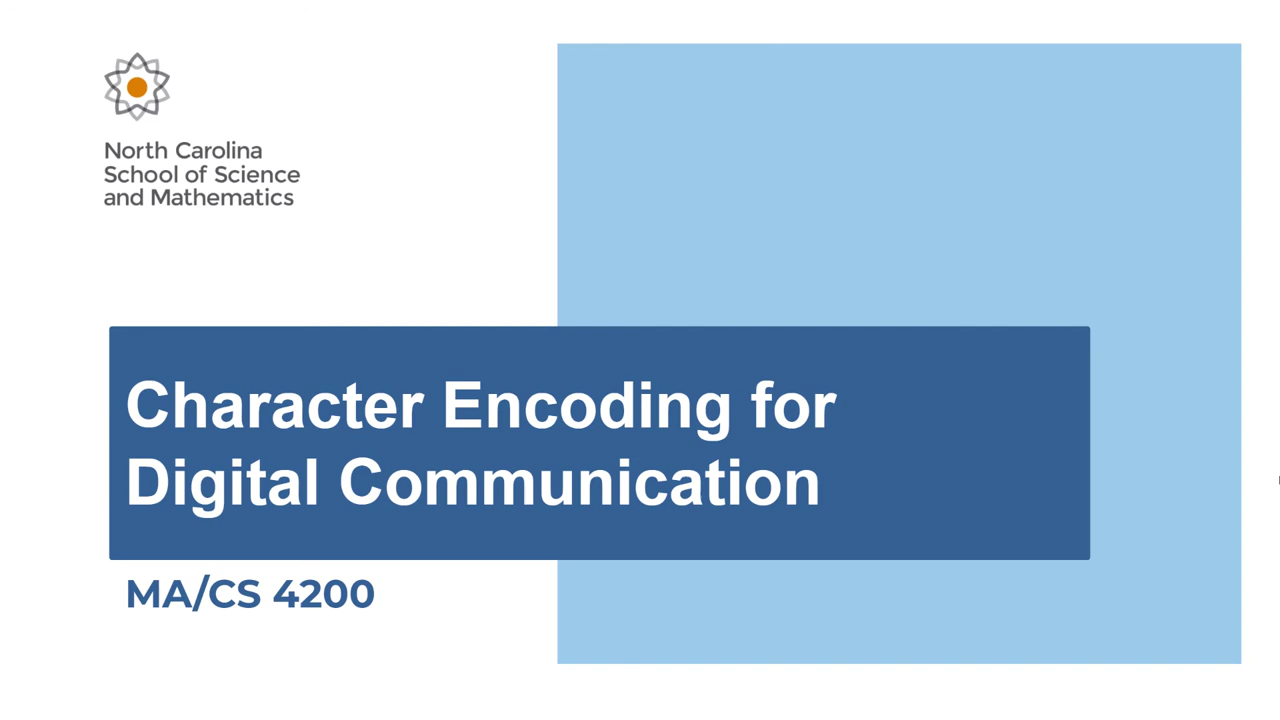 North Carolina
School of Science
and Mathematics
Character Encoding for
Digital Communication
MA/CS 4200